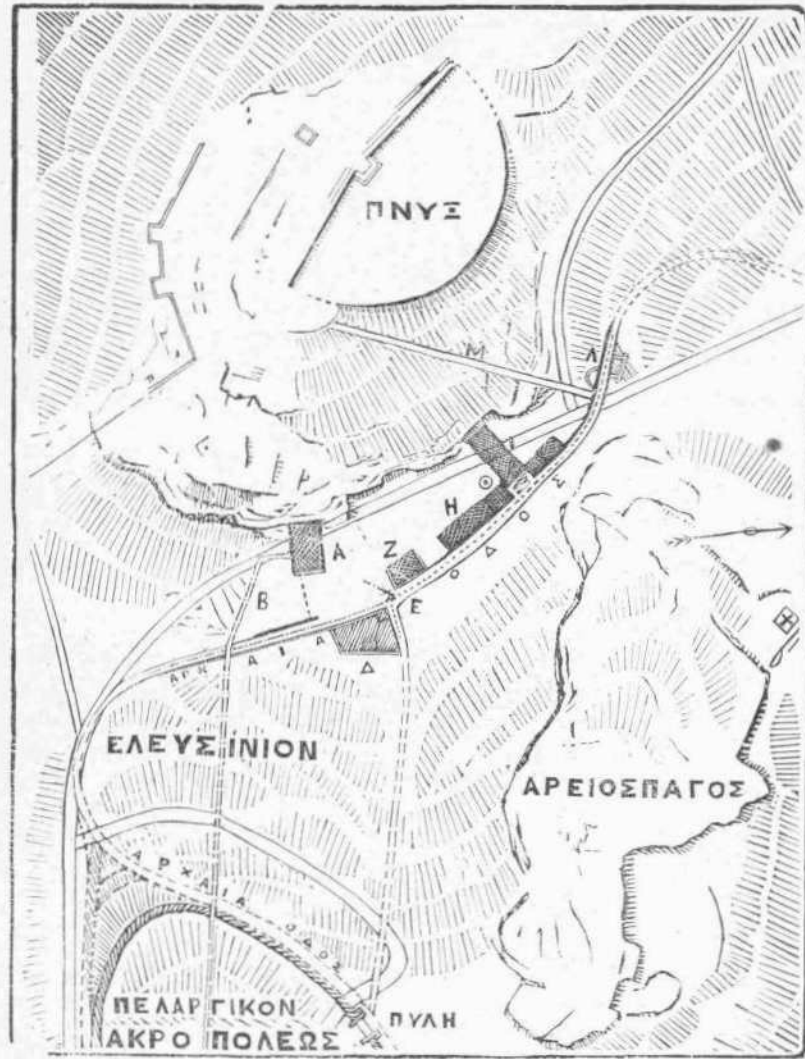 ΠΝΥΞ
Μ
Λ
Η
Ζ
Α
Β
Ε
Δ
ΑΡΧΑΙΑ
ΟΔΟΣ
ΕΛΕΥΣΙΝΙΟΝ
ΑΡΕΙΟΣΠΑΓΟΣ
ΑΡΧΑΙΑ ΟΔΟΣ
ΠΕΛΑΡΓΙΚΟΝ
ΑΚΡΟΠΟΛΕΩΣ
ΠΥΛΗ